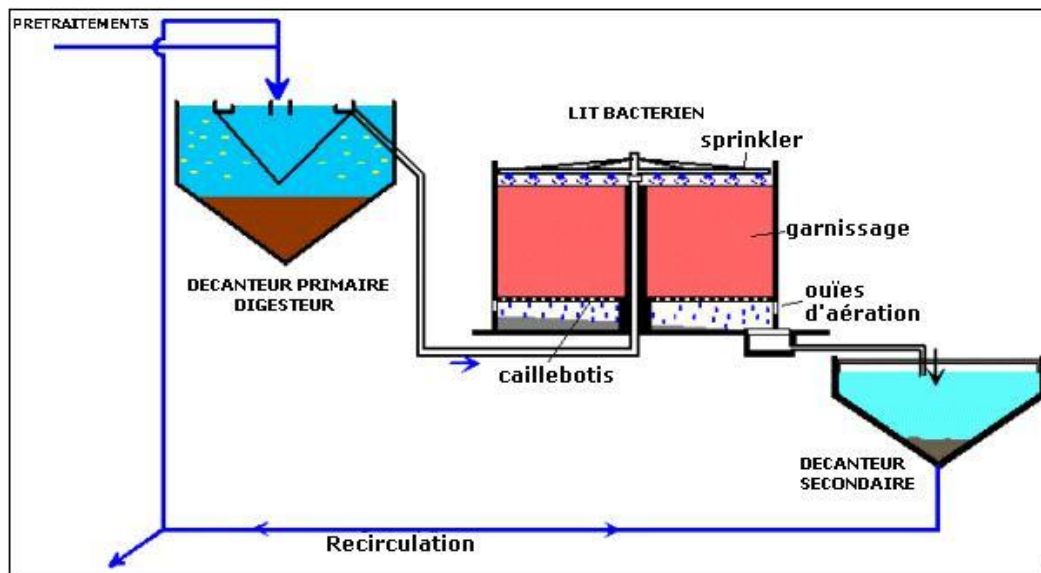 PRETRAITEMENTS
LIT BACTERIEN
sprinkler
garnissage
DECANTEUR PRIMAIRE
DIGESTEUR
ouïes
d'aération
caillebotis
DECANTEUR
SECONDAIRE
Recirculation